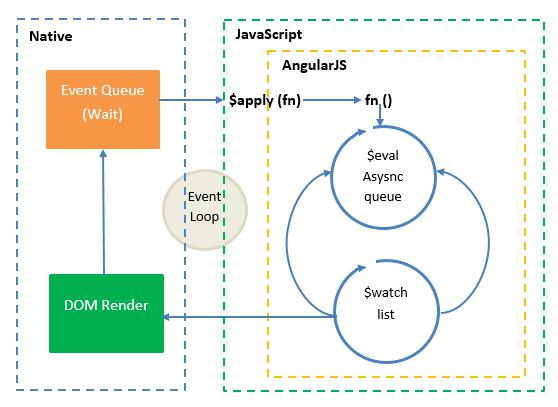 Native
JavaScript
AngularJS
Event Queue
(Wait)
$apply (fn)
fn ()
$eval
Asysnc
queue
Event
Loop
DOM Render
$watch
list